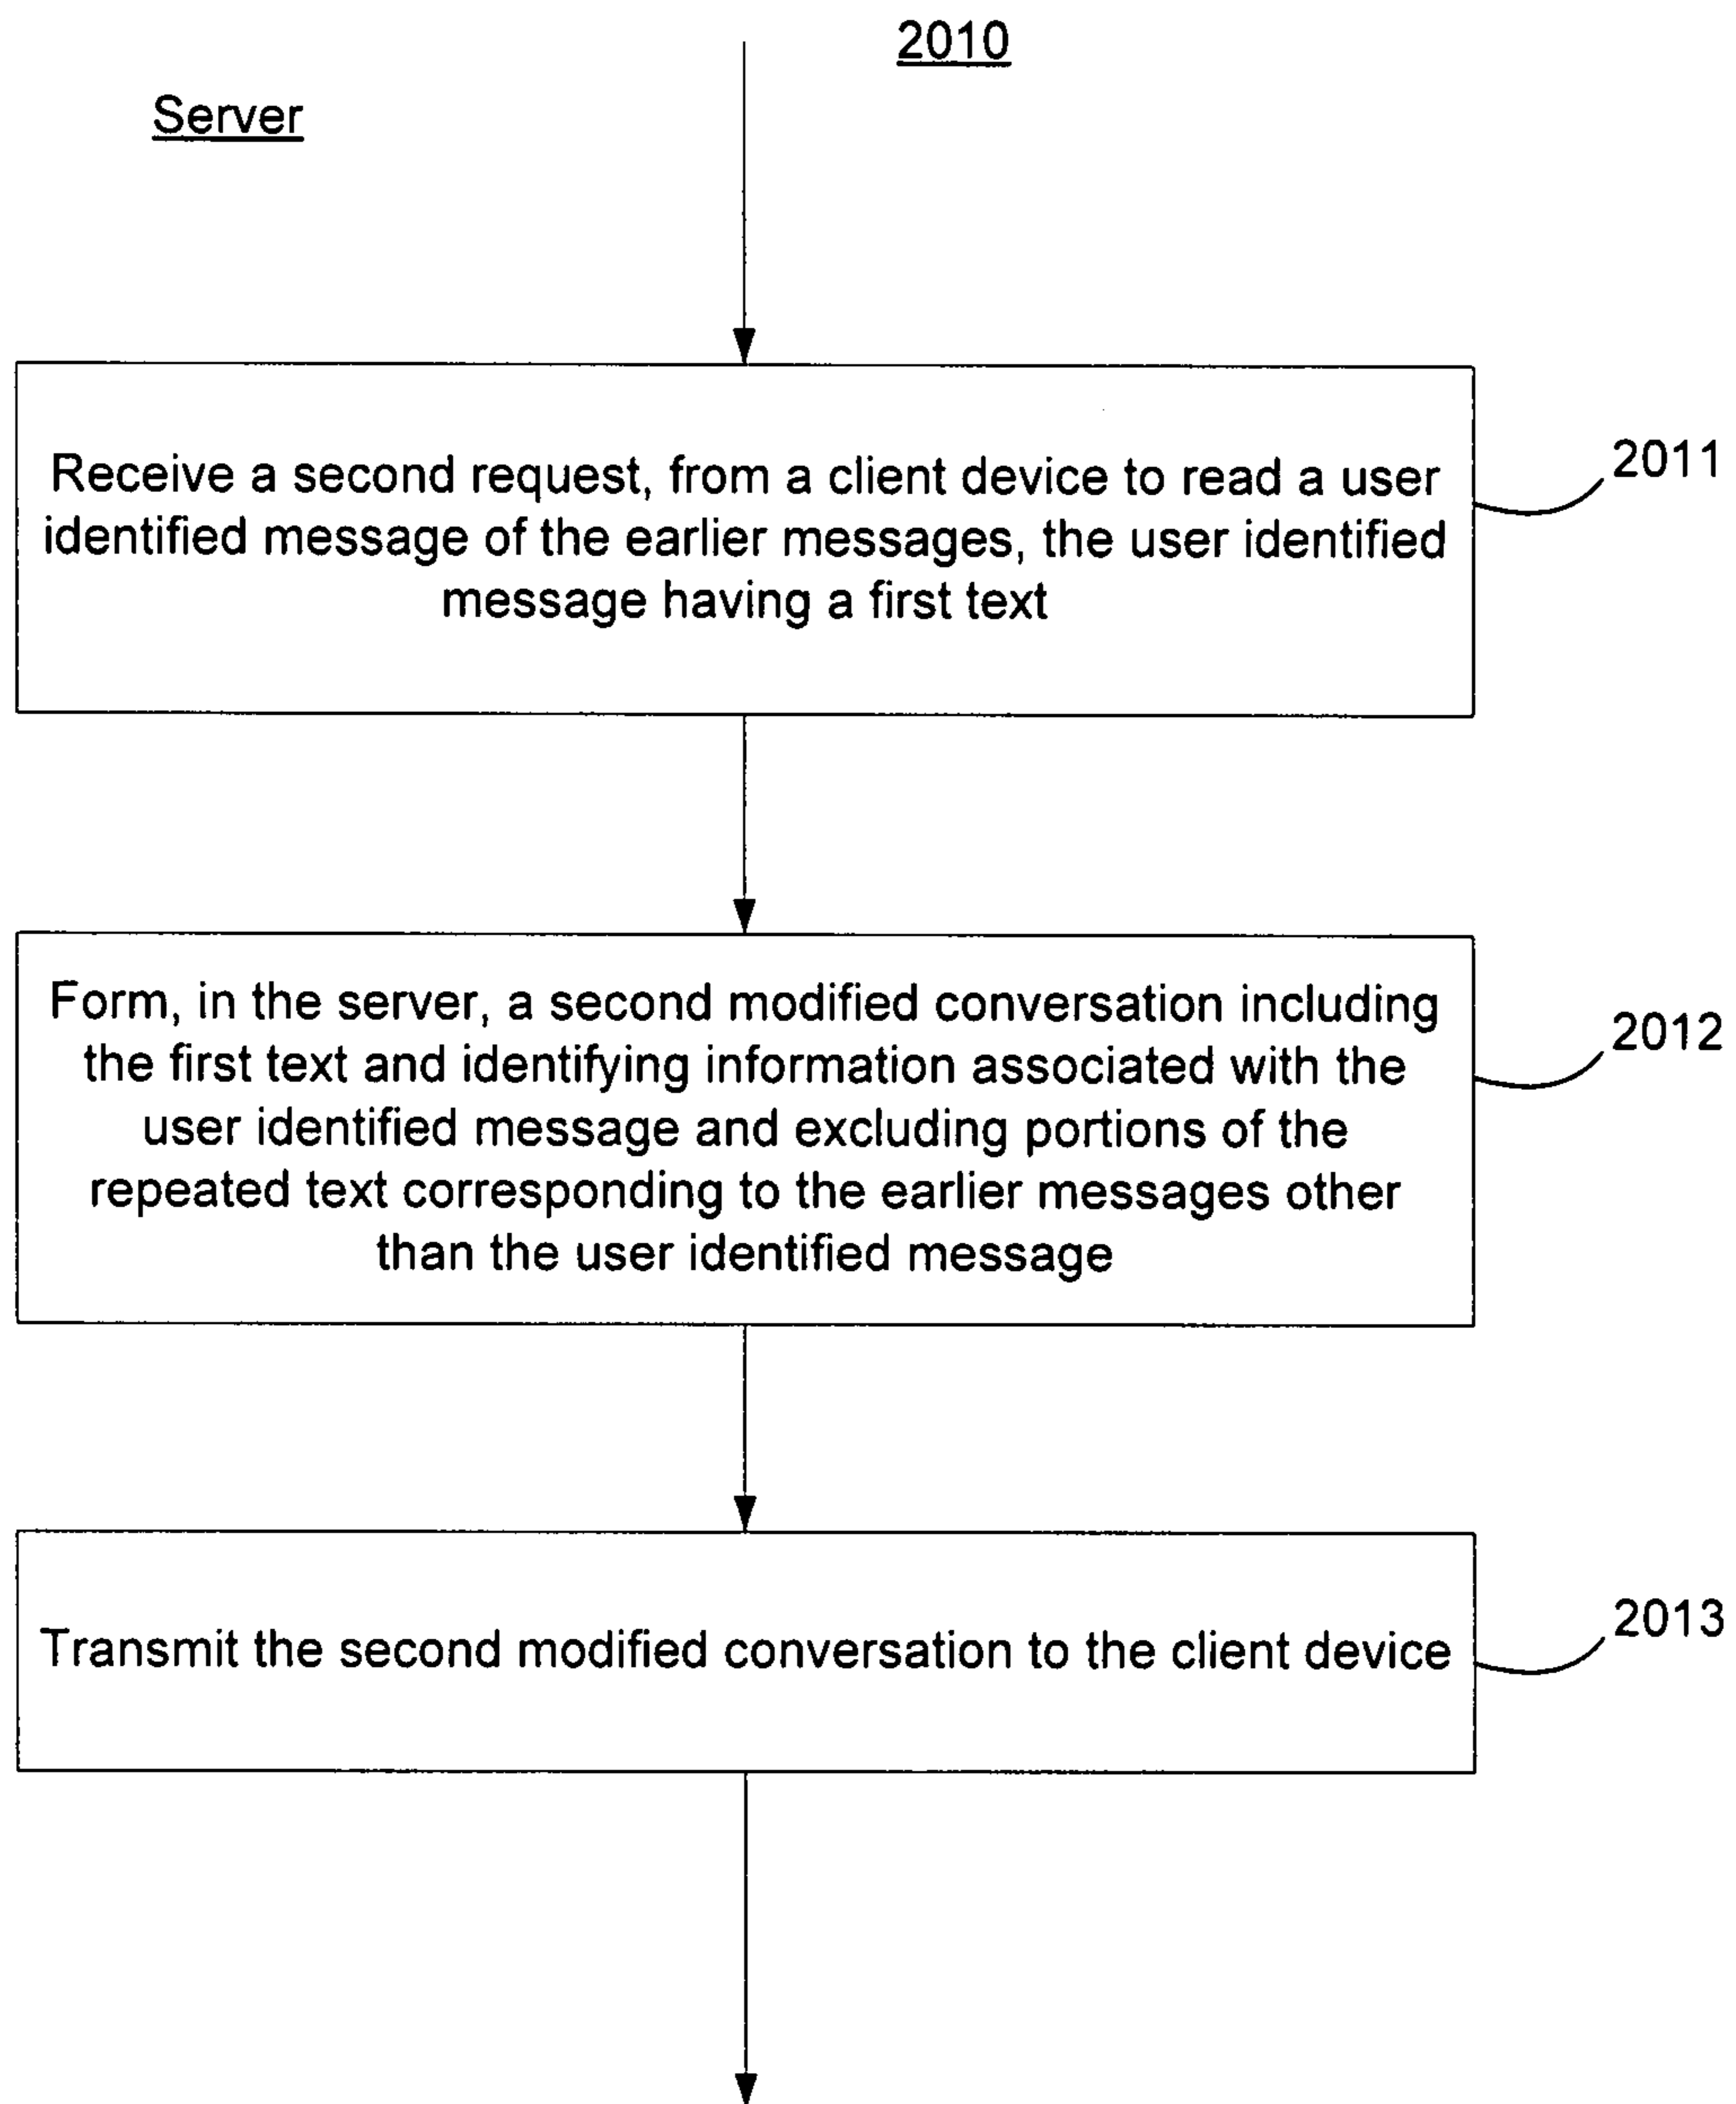 2010
Server
Receive a second request, from a client device to read a user
identified message of the earlier messages, the user identified
message having a first text
2011
Form, in the server, a second modified conversation including
the first text and identifying information associated with the
user identified message and excluding portions of the
repeated text corresponding to the earlier messages other
than the user identified message
2012
Transmit the second modified conversation to the client device
2013